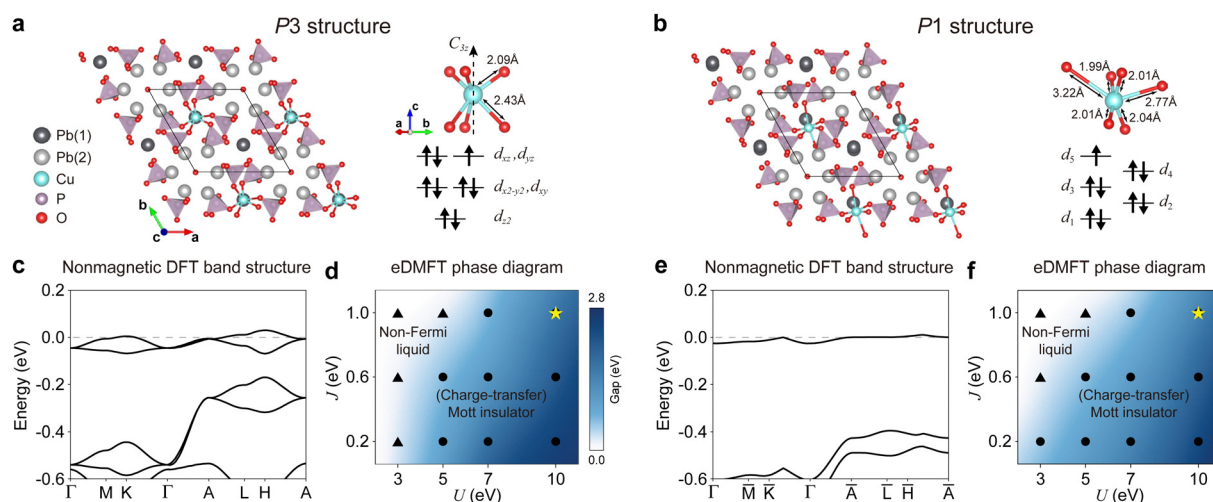 a
P3 structure
C3z
2.09Å
2.43Å
c
a b
Pb(1)
Pb(2)
Cu
P
O
b
c a
dxz, dyz
dx2-y2, dxy
dz2
b
P1 structure
1.99Å
2.01Å
3.22Å
2.77Å
2.01Å
2.04Å
d5
d4
d3
d2
d1
c
Nonmagnetic DFT band structure
Energy (eV)
0.2
0.0
-0.2
-0.4
-0.6
Γ M K Γ A L H A
d
eDMFT phase diagram
J (eV)
1.0
0.6
0.2
Non-Fermi
liquid
(Charge-transfer)
Mott insulator
3 5 7 10
U (eV)
2.8
Gap (eV)
0.0
e
Nonmagnetic DFT band structure
Energy (eV)
0.2
0.0
-0.2
-0.4
-0.6
Γ M̅ K̅ Γ A̅ L̅ H̅ A̅
f
eDMFT phase diagram
J (eV)
1.0
0.6
0.2
Non-Fermi
liquid
(Charge-transfer)
Mott insulator
3 5 7 10
U (eV)